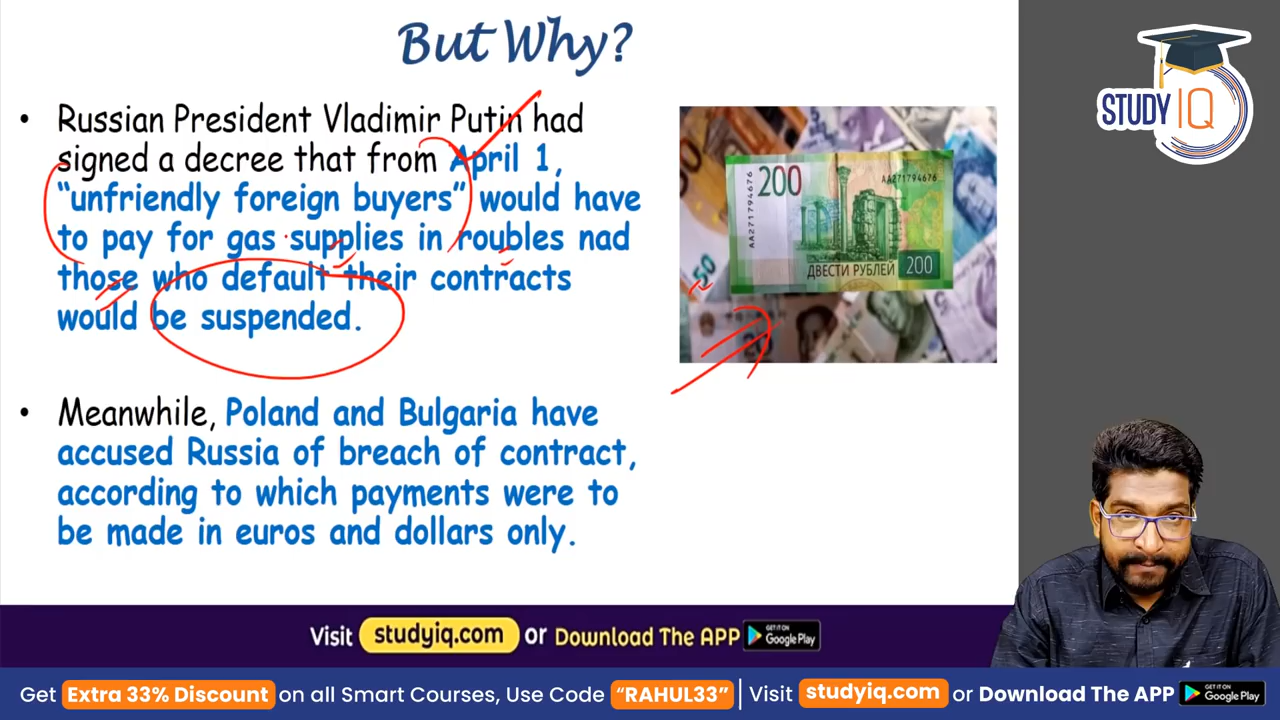 But Why?
• Russian President Vladimir Putin had
signed a decree that from April 1,
“unfriendly foreign buyers” would have
to pay for gas supplies in roubles nad
those who default their contracts
would be suspended.
• Meanwhile, Poland and Bulgaria have
accused Russia of breach of contract,
according to which payments were to
be made in euros and dollars only.
200
AA271794676
AA271794676
ДВЕСТИ РУБЛЕЙ 200
50
STUDY IQ
Visit studyiq.com or Download The APP GET IT ON Google Play
Get Extra 33% Discount on all Smart Courses, Use Code “RAHUL33” | Visit studyiq.com or Download The APP GET IT ON Google Play